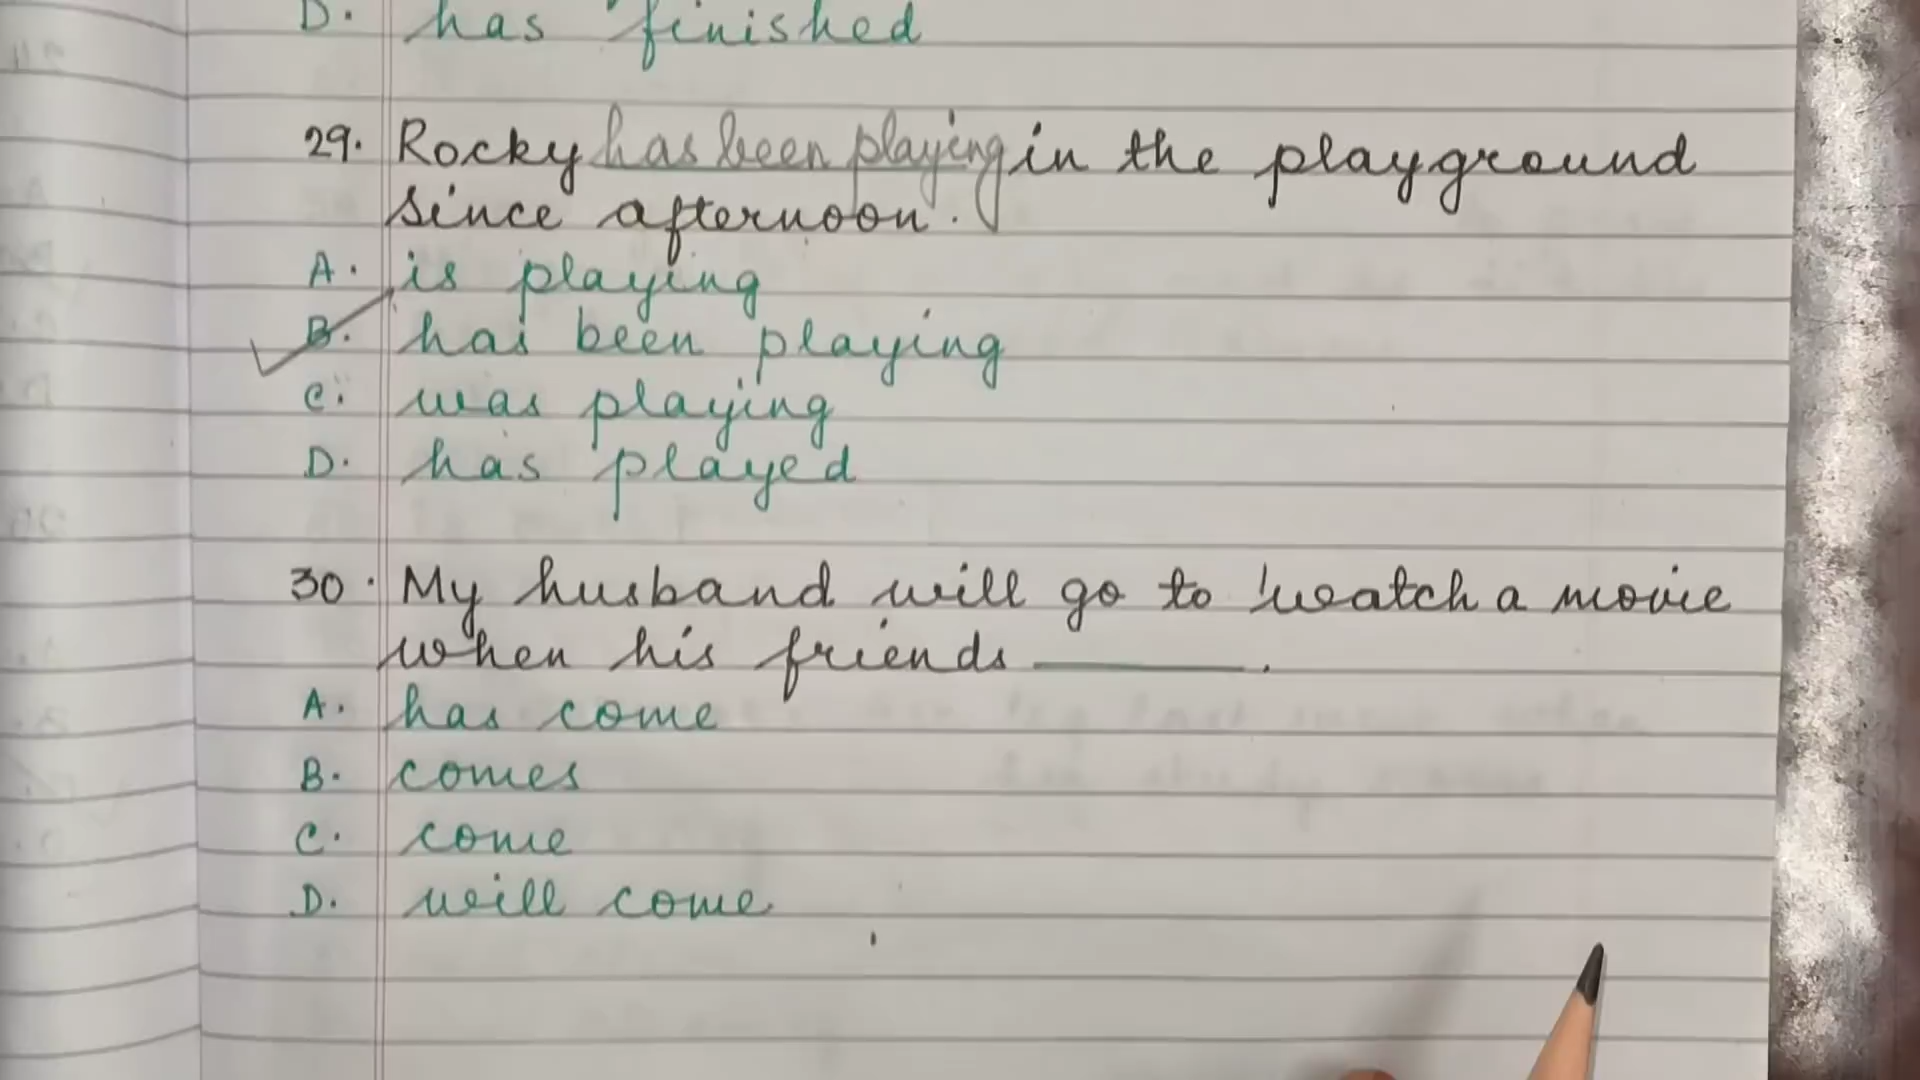 D. has finished
29. Rocky has been playing in the playground
since afternoon.
A. is playing
B. has been playing
C. was playing
D. has played
30. My husband will go to watch a movie
when his friends ________.
A. has come
B. comes
C. come
D. will come